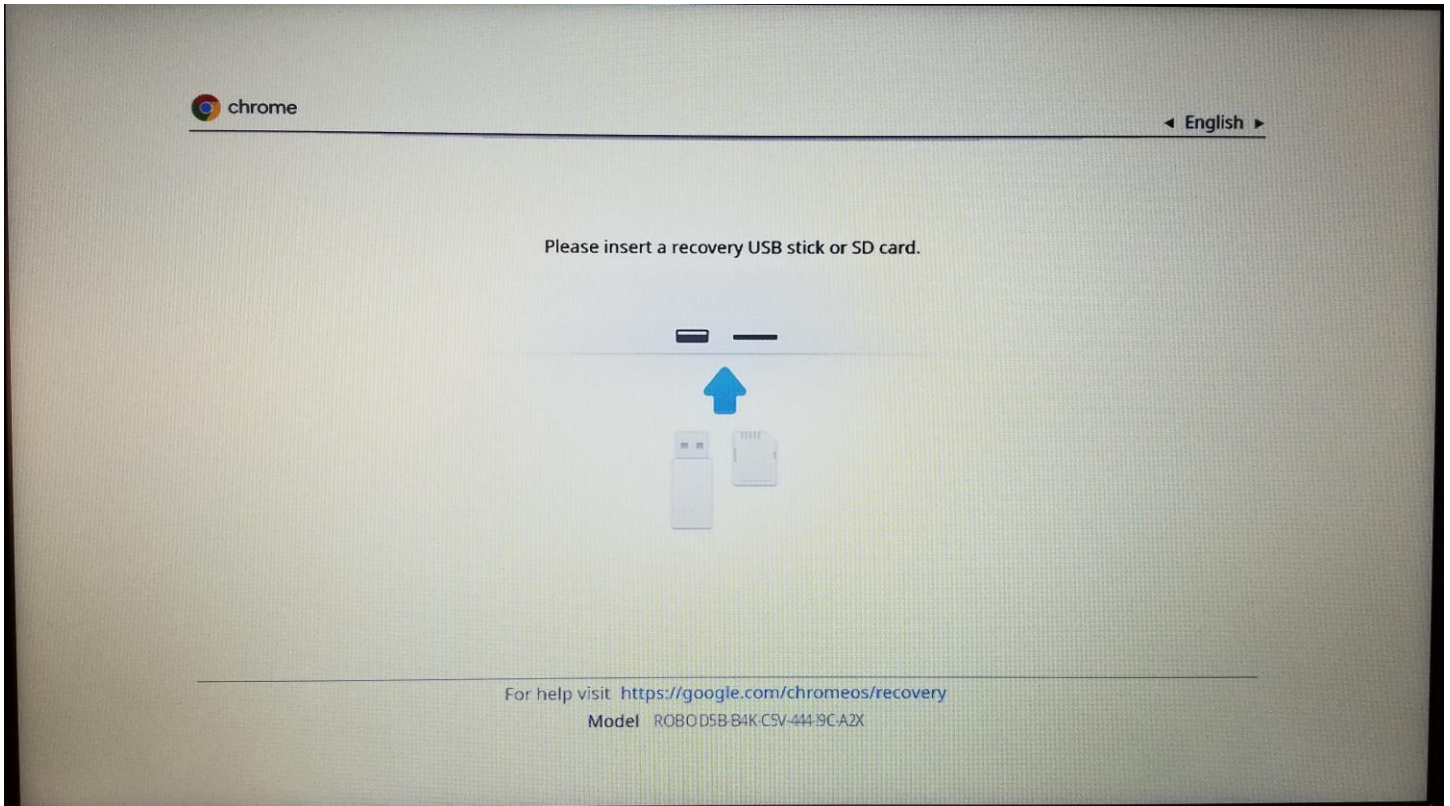 chrome
◄ English ►
Please insert a recovery USB stick or SD card.
For help visit https://google.com/chromeos/recovery
Model ROBO D5B-B4K-C5V-444-I9C-A2X